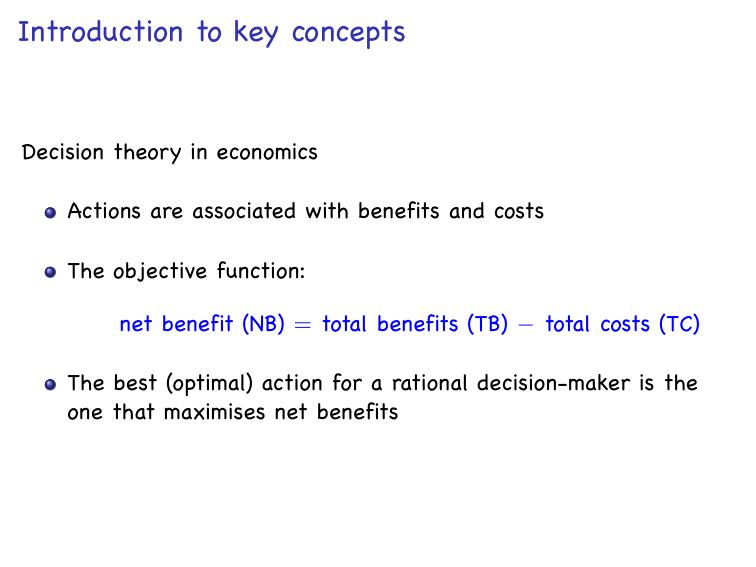 Introduction to key concepts
Decision theory in economics
Actions are associated with benefits and costs
The objective function:
net benefit (NB) = total benefits (TB) − total costs (TC)
The best (optimal) action for a rational decision-maker is the
one that maximises net benefits